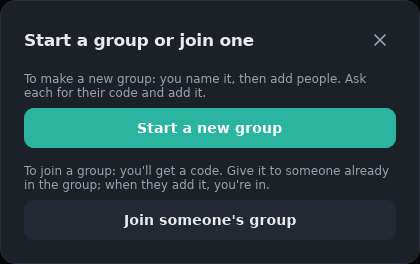 Start a group or join one
To make a new group: you name it, then add people. Ask
each for their code and add it.
Start a new group
To join a group: you'll get a code. Give it to someone already
in the group; when they add it, you're in.
Join someone's group